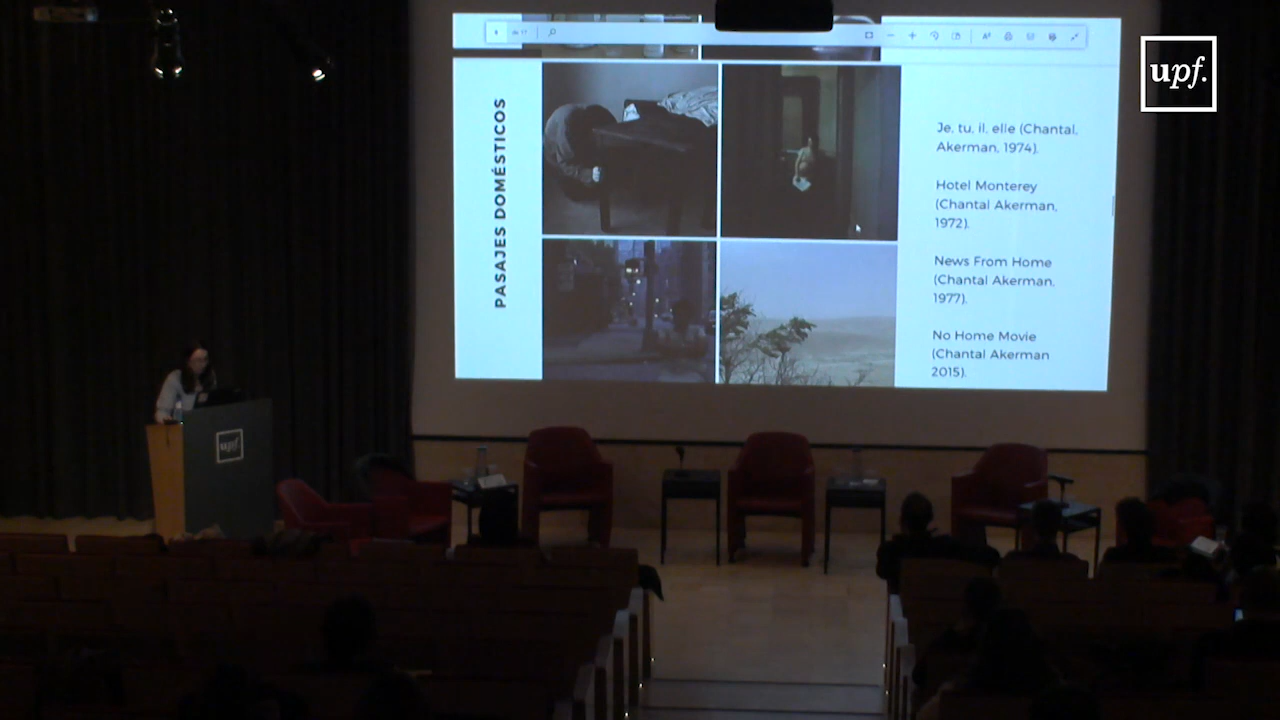 upf.
PASAJES DOMÉSTICOS
Je, tu, il, elle (Chantal,
Akerman, 1974).
Hotel Monterey
(Chantal Akerman,
1972).
News From Home
(Chantal Akerman,
1977).
No Home Movie
(Chantal Akerman
2015).
upf.